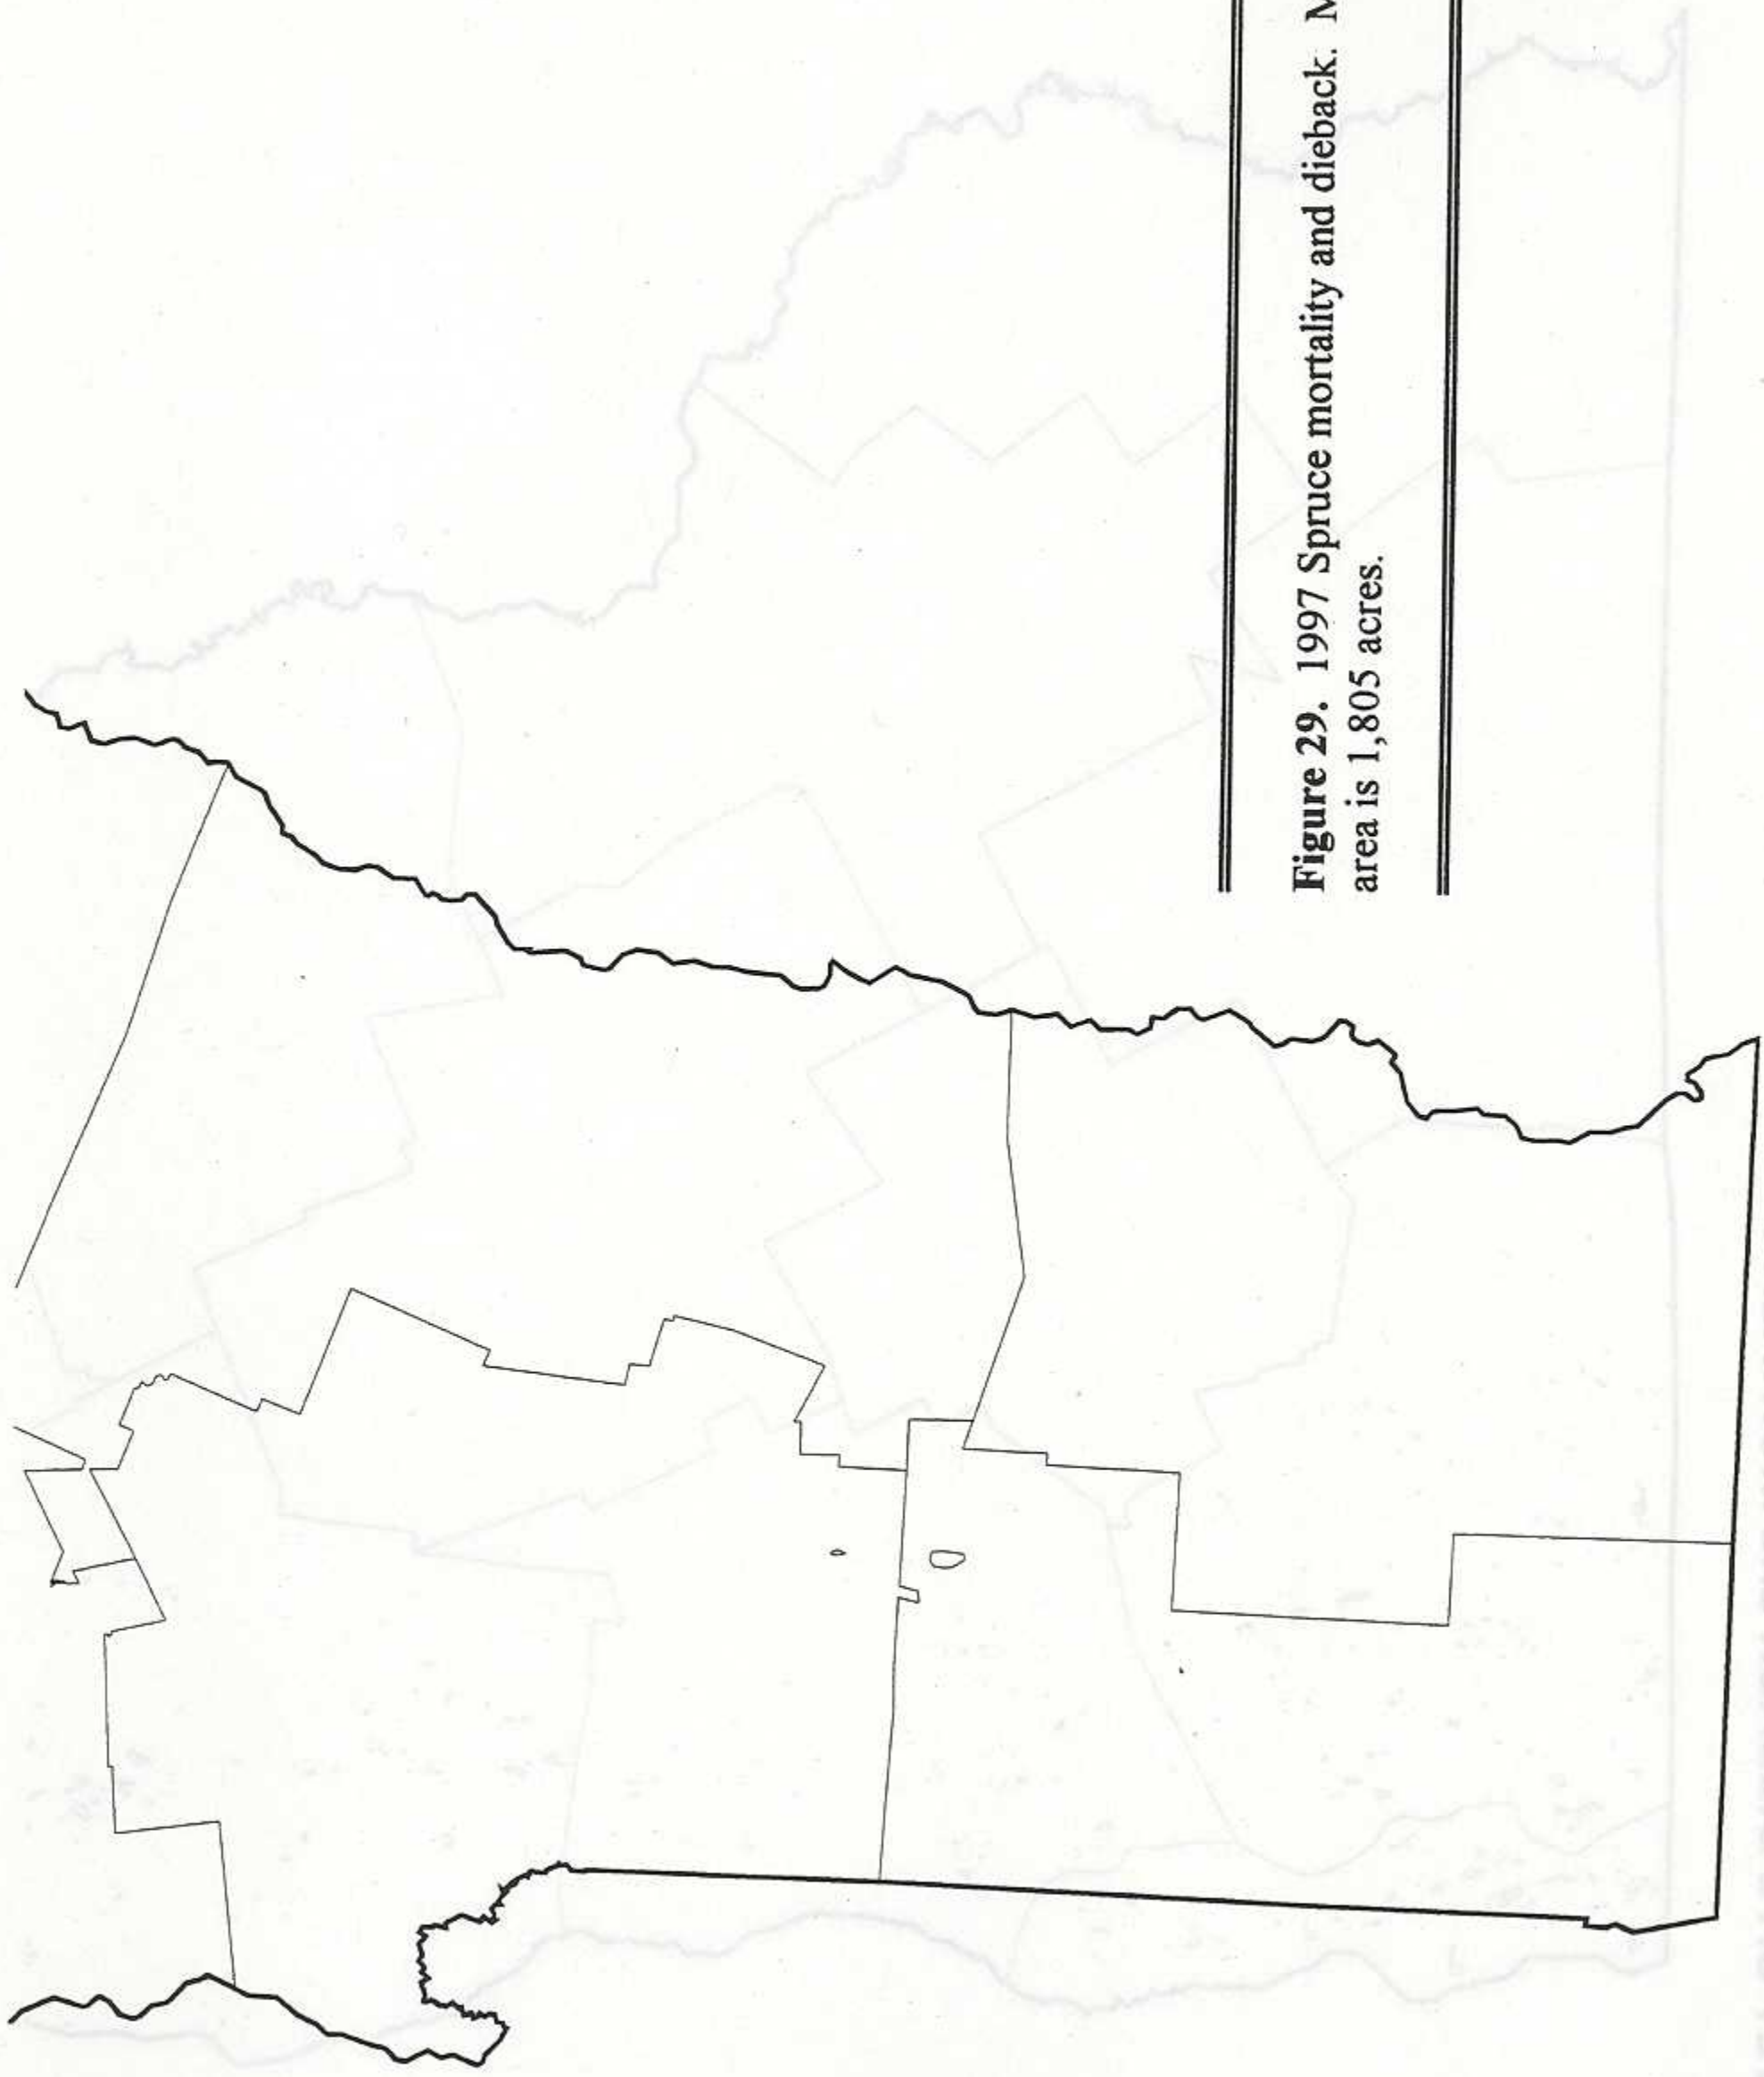 Figure 29. 1997 Spruce mortality and dieback.
area is 1,805 acres.